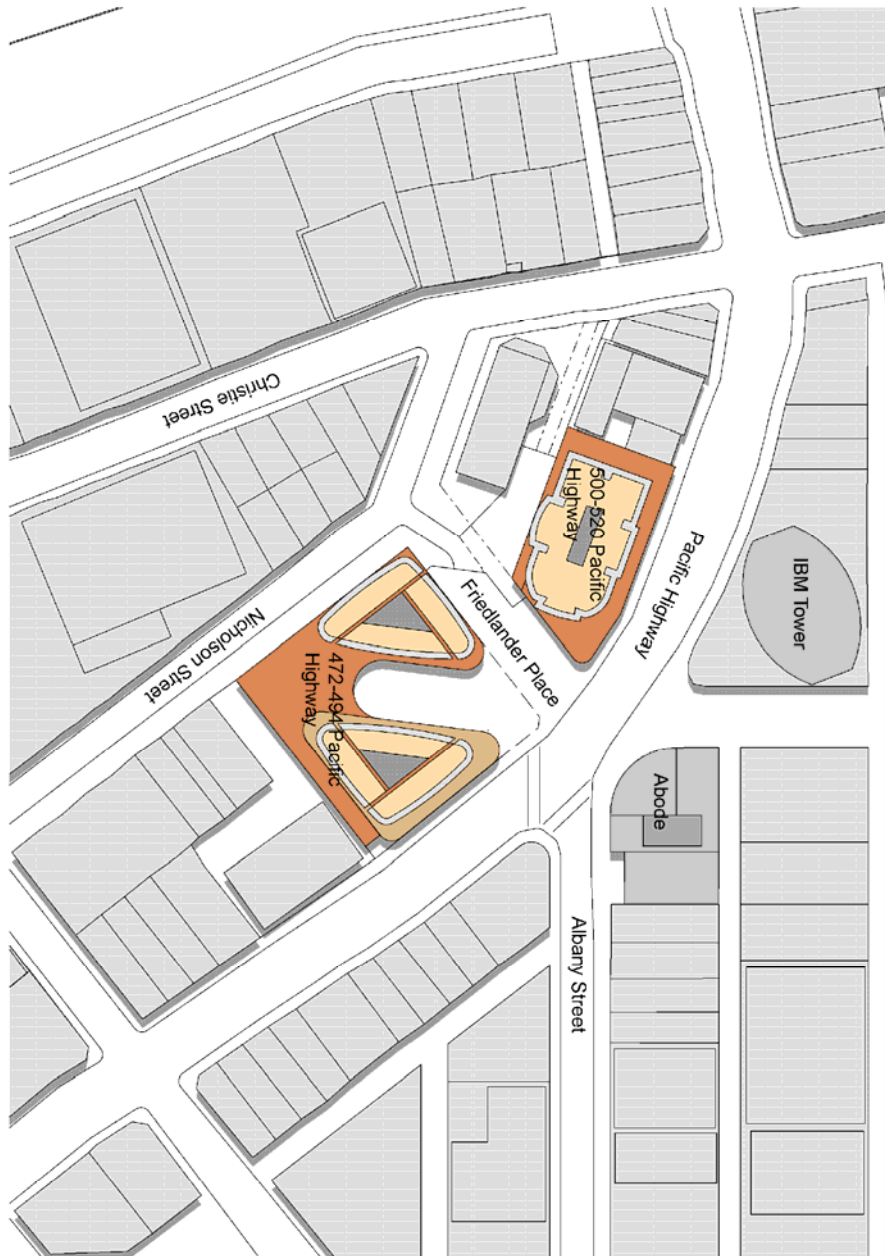 Christie Street
500-520 Pacific
Highway
Pacific Highway
IBM Tower
Friedlander Place
Nicholson Street
472-494 Pacific
Highway
Abode
Albany Street